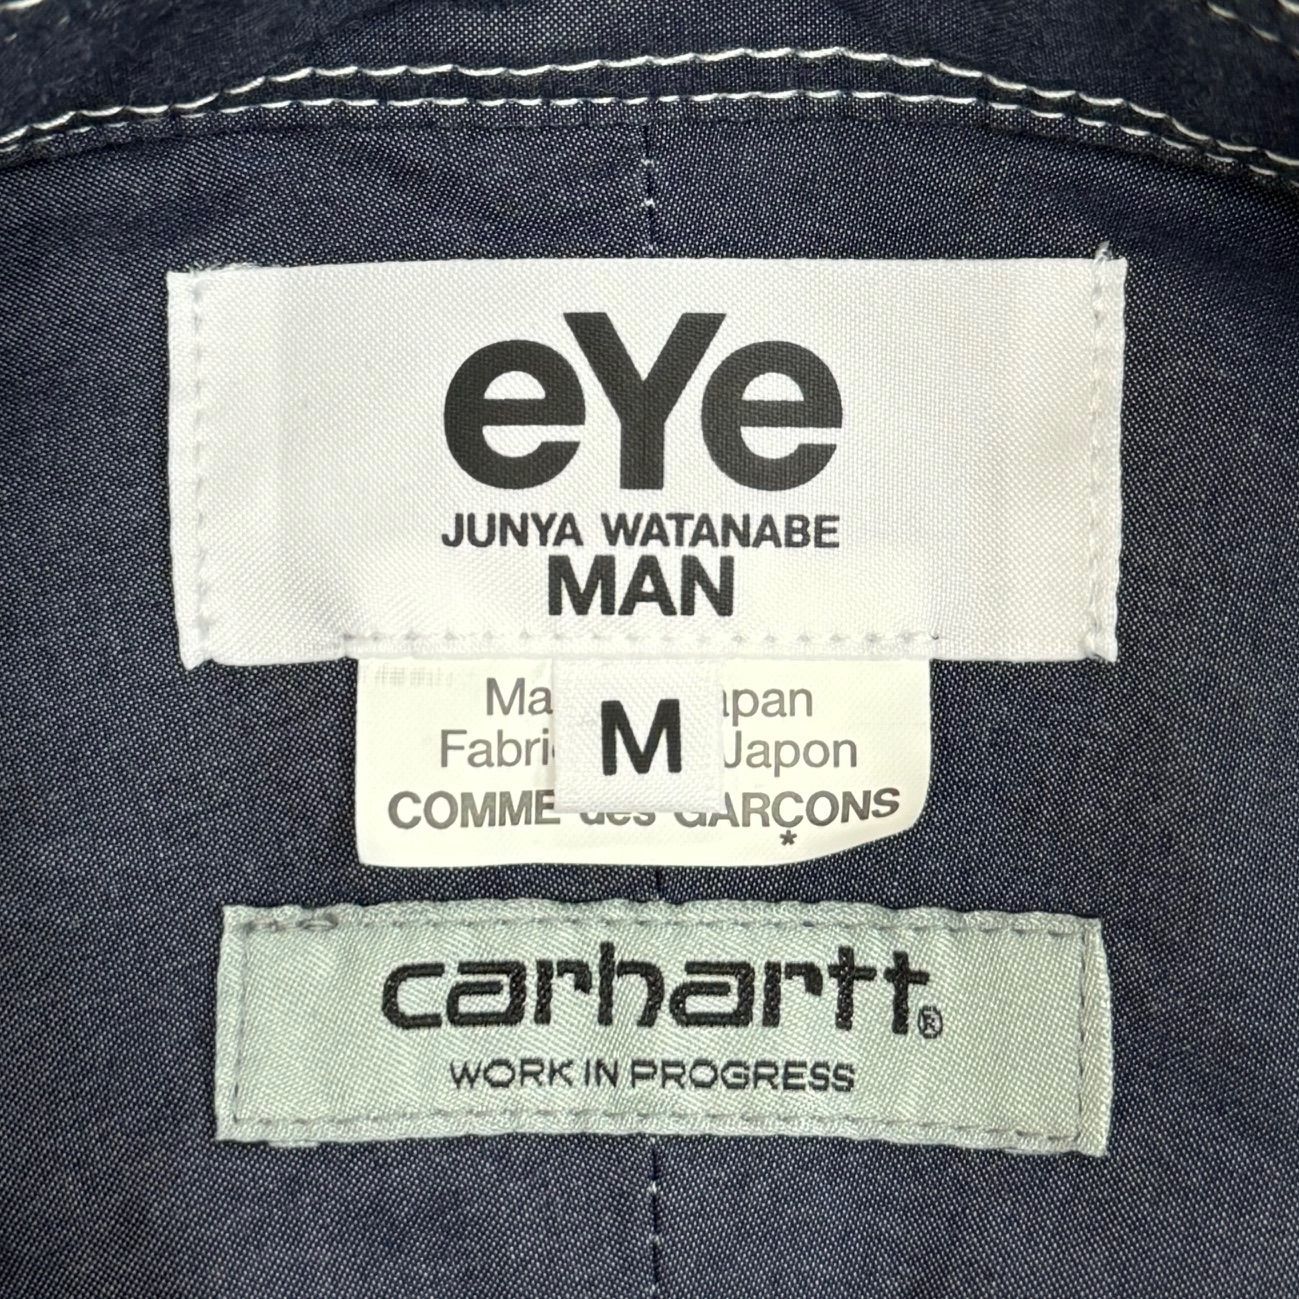 eYe
JUNYA WATANABE
MAN
M
COMME des GARÇONS
*
carhartt®
WORK IN PROGRESS